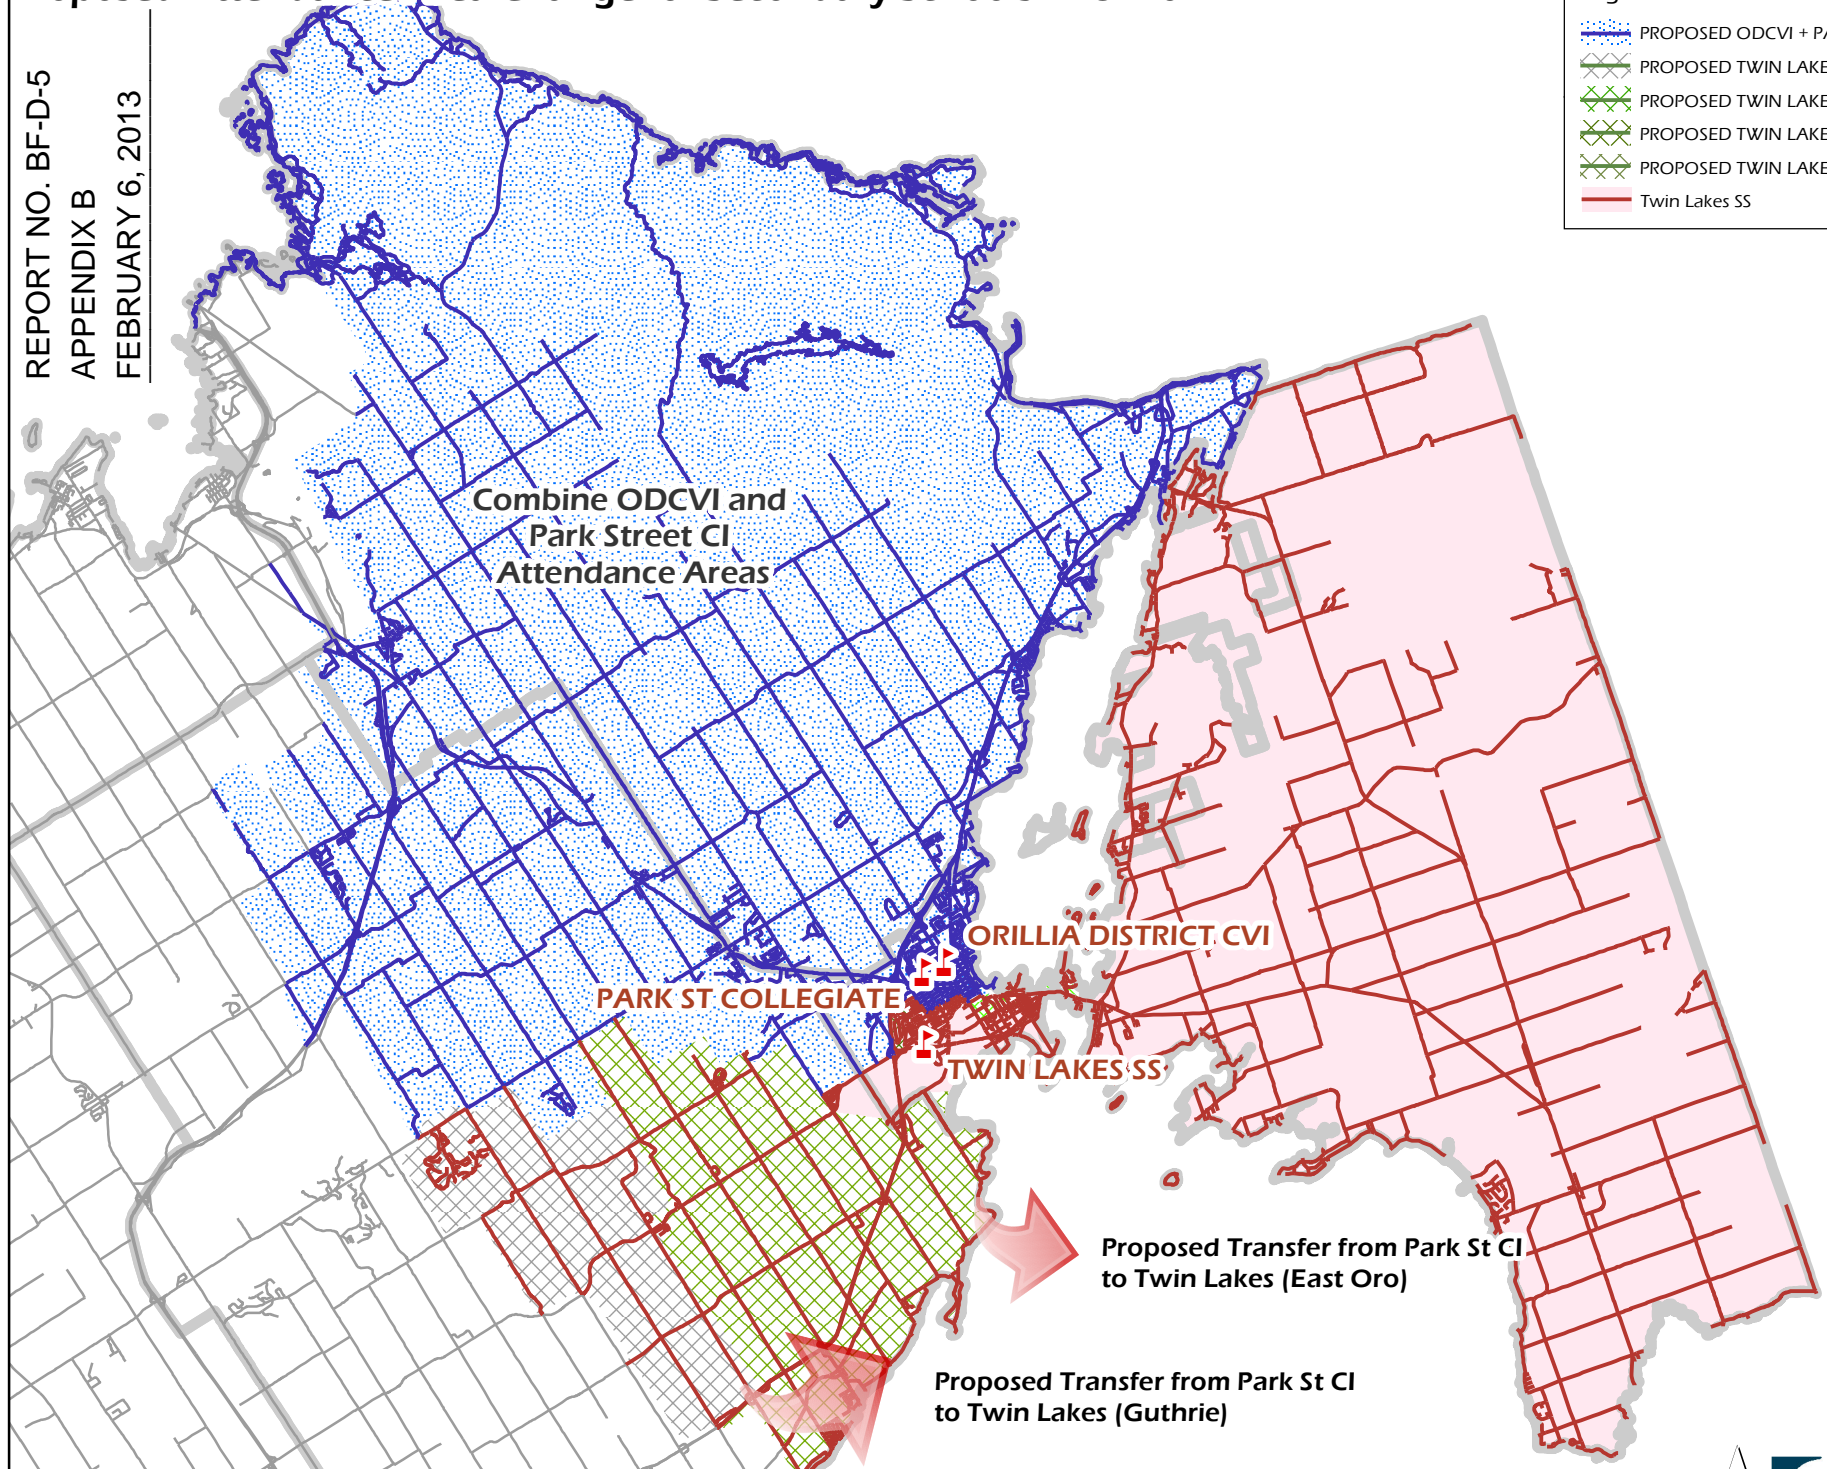 REPORT NO. BF-D-5
APPENDIX B
FEBRUARY 6, 2013
PROPOSED ODCVI +
PROPOSED TWIN LAKE
PROPOSED TWIN LAKE
PROPOSED TWIN LAKE
PROPOSED TWIN LAKE
Twin Lakes SS
Combine ODCVI and
Park Street CI
Attendance Areas
ORILLIA DISTRICT CVI
PARK ST COLLEGIATE
TWIN LAKES SS
Proposed Transfer from Park St CI
to Twin Lakes (East Oro)
Proposed Transfer from Park St CI
to Twin Lakes (Guthrie)